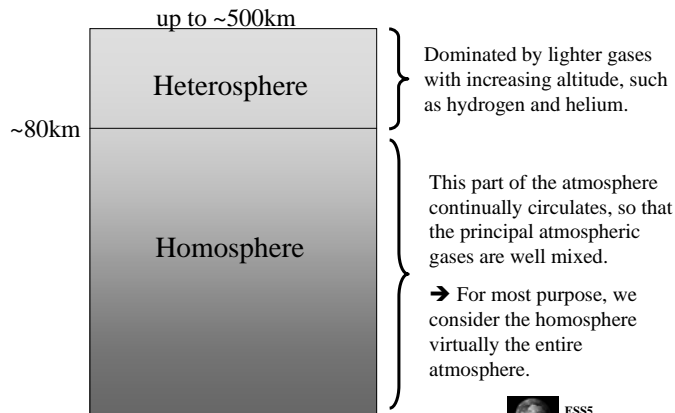 up to ~500km
Heterosphere
Dominated by lighter gases
with increasing altitude, such
as hydrogen and helium.
~80km
Homosphere
This part of the atmosphere
continually circulates, so that
the principal atmospheric
gases are well mixed.
➔ For most purpose, we
consider the homosphere
virtually the entire
atmosphere.
ESS5